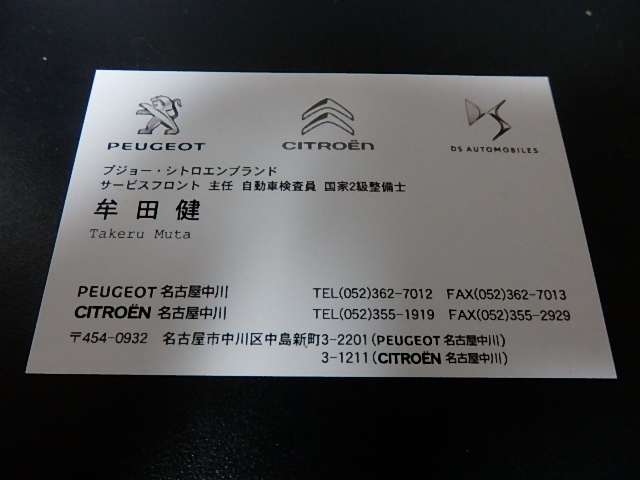 PEUGEOT CITROËN DS AUTOMOBILES
プジョー・シトロエンブランド
サービスフロント 主任 自動車検査員 国家2級整備士
牟田 健
Takeru Muta
PEUGEOT 名古屋中川 TEL(052)362-7012 FAX(052)362-7013
CITROËN 名古屋中川 TEL(052)355-1919 FAX(052)355-2929
〒454-0932 名古屋市中川区中島新町3-2201(PEUGEOT 名古屋中川)
3-1211(CITROËN 名古屋中川)